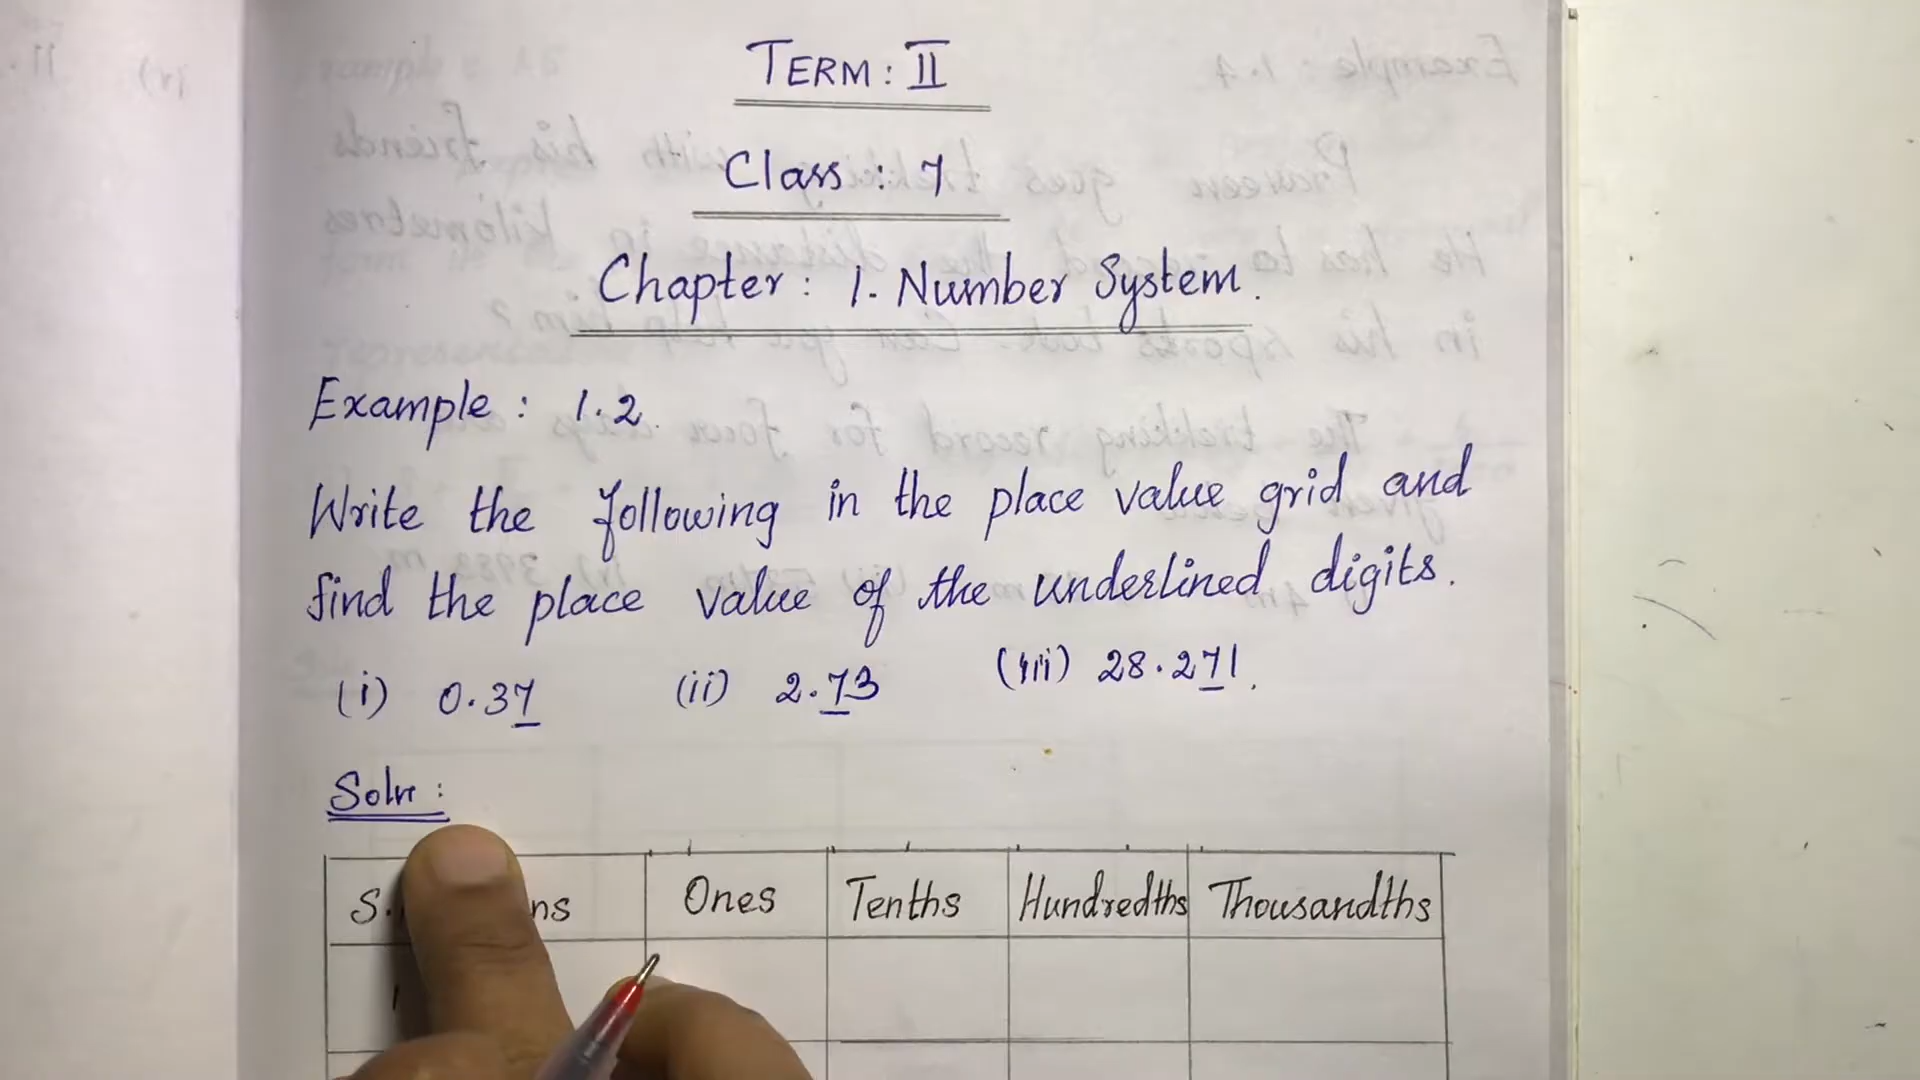 TERM: II
Class: 7
Chapter: 1. Number System.
Example: 1.2.
Write the following in the place value grid and
find the place value of the underlined digits.
(i) 0.37 (ii) 2.73 (iii) 28.271.
Soln:
Ones Tenths Hundredths Thousandths